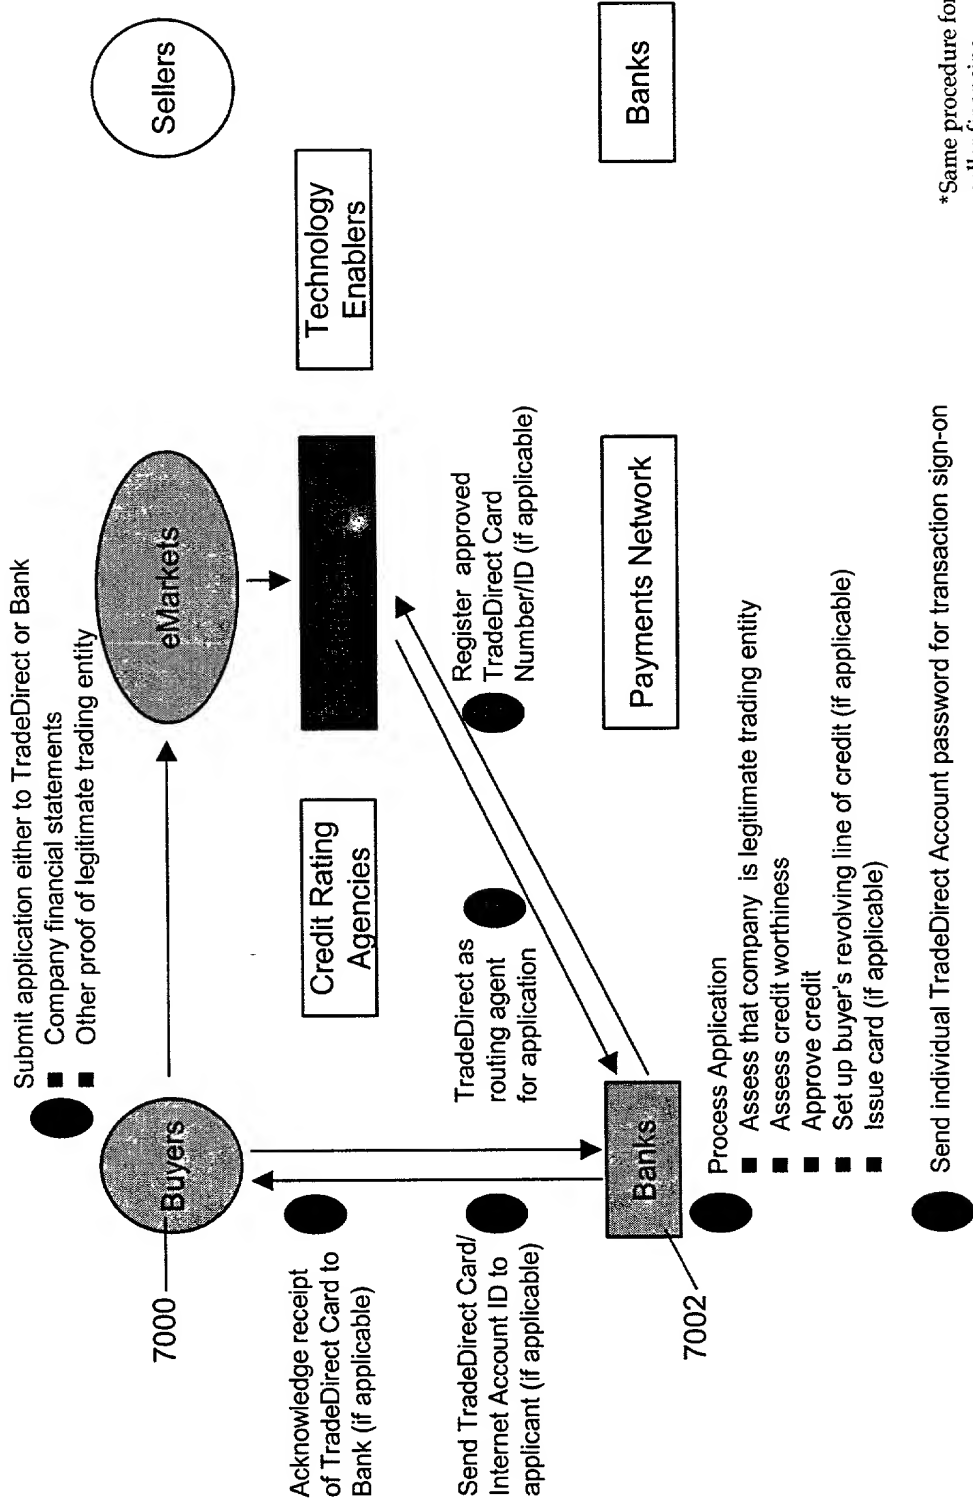 Submit application either to TradeDirect or Bank
Company financial statements
Other proof of legitimate trading entity
7000
Buyers
eMarkets
Sellers
Acknowledge receipt
of TradeDirect Card to
Bank (if applicable)
Credit Rating
Agencies
Technology
Enablers
Send TradeDirect Card/
Internet Account ID to
applicant (if applicable)
TradeDirect as
routing agent
for application
Register approved
TradeDirect Card
Number/ID (if applicable)
7002
Banks
Payments Network
Banks
Process Application
Assess that company is legitimate trading entity
Assess credit worthiness
Approve credit
Set up buyer's revolving line of credit (if applicable)
Issue card (if applicable)
Send individual TradeDirect Account password for transaction sign-on
*Same procedure for